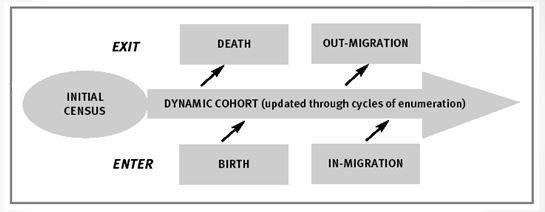 EXIT
DEATH
OUT-MIGRATION
INITIAL
CENSUS
DYNAMIC COHORT (updated through cycles of enumeration)
ENTER
BIRTH
IN-MIGRATION